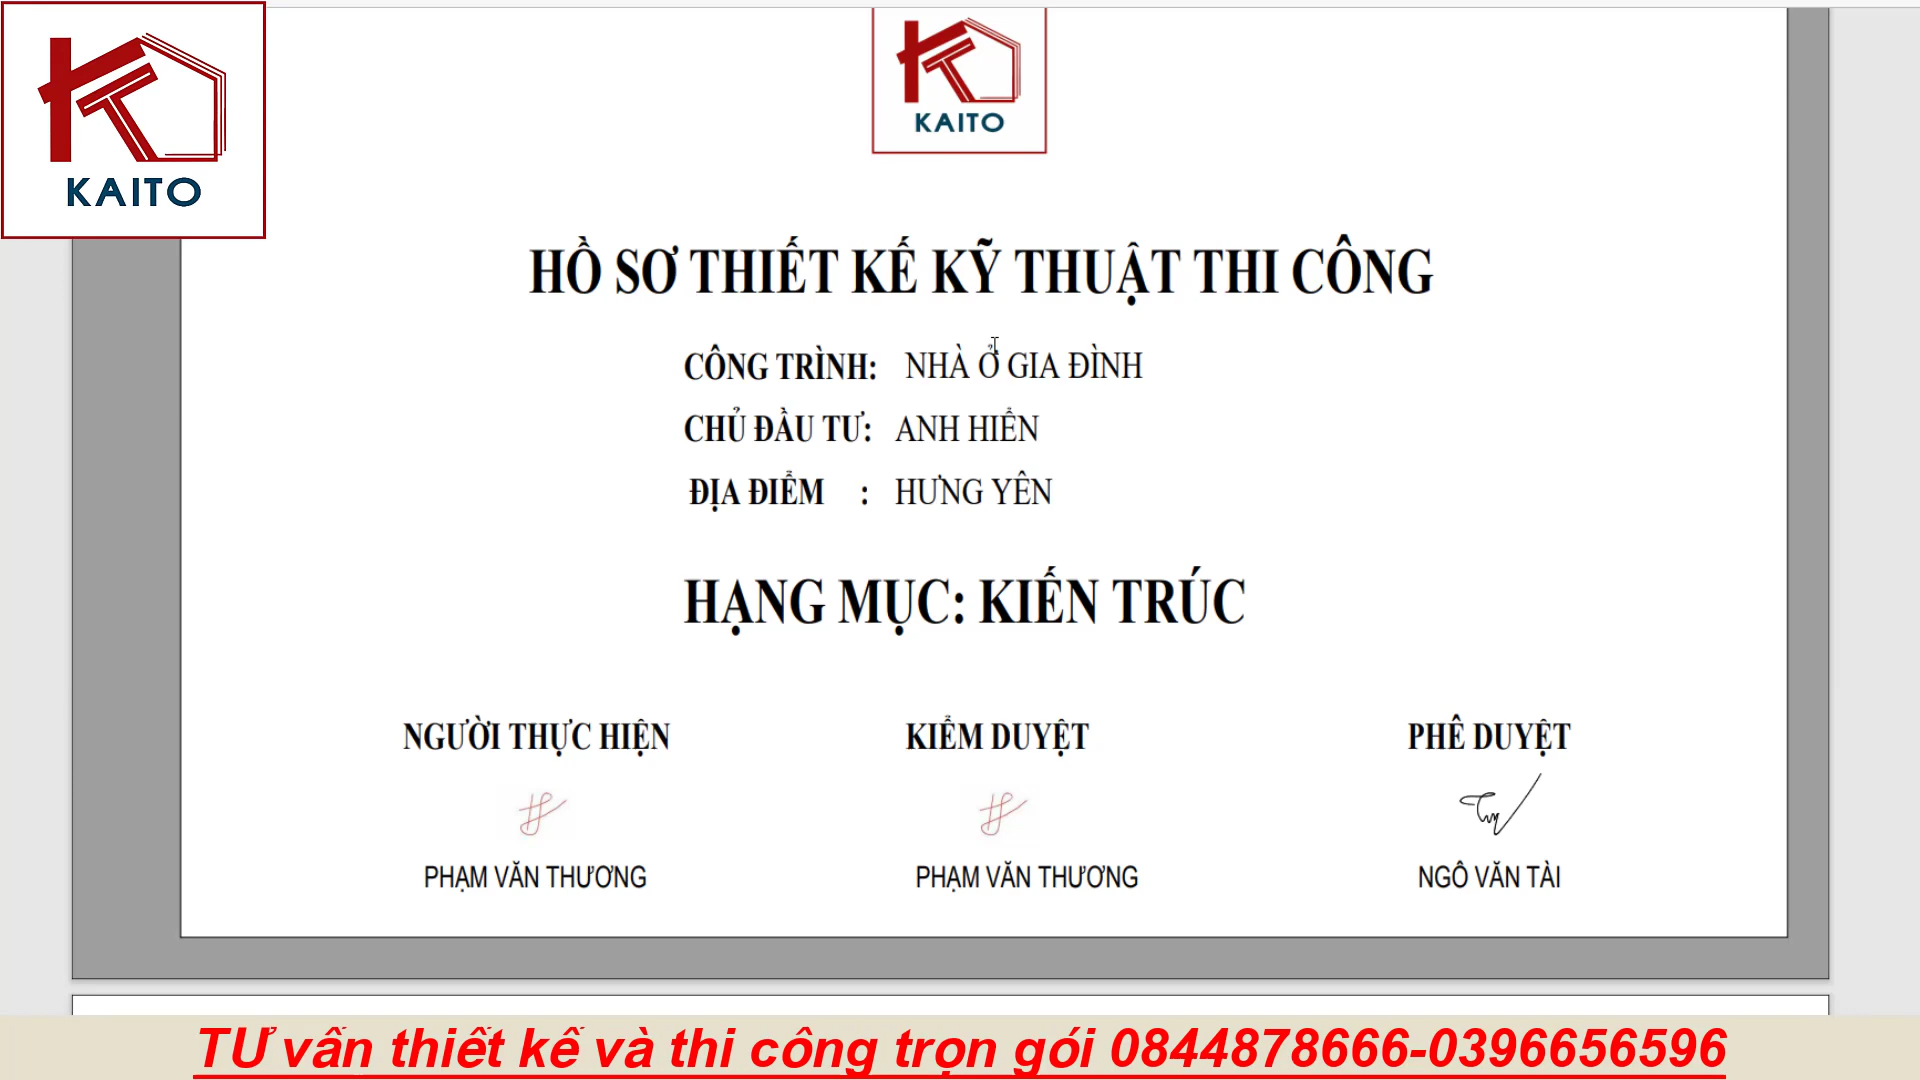 KAITO
KAITO
HỒ SƠ THIẾT KẾ KỸ THUẬT THI CÔNG
CÔNG TRÌNH: NHÀ Ở GIA ĐÌNH
CHỦ ĐẦU TƯ: ANH HIỂN
ĐỊA ĐIỂM : HƯNG YÊN
HẠNG MỤC: KIẾN TRÚC
NGƯỜI THỰC HIỆN KIỂM DUYỆT PHÊ DUYỆT
PHẠM VĂN THƯƠNG PHẠM VĂN THƯƠNG NGÔ VĂN TÀI
TƯ vấn thiết kế và thi công trọn gói 0844878666-0396656596